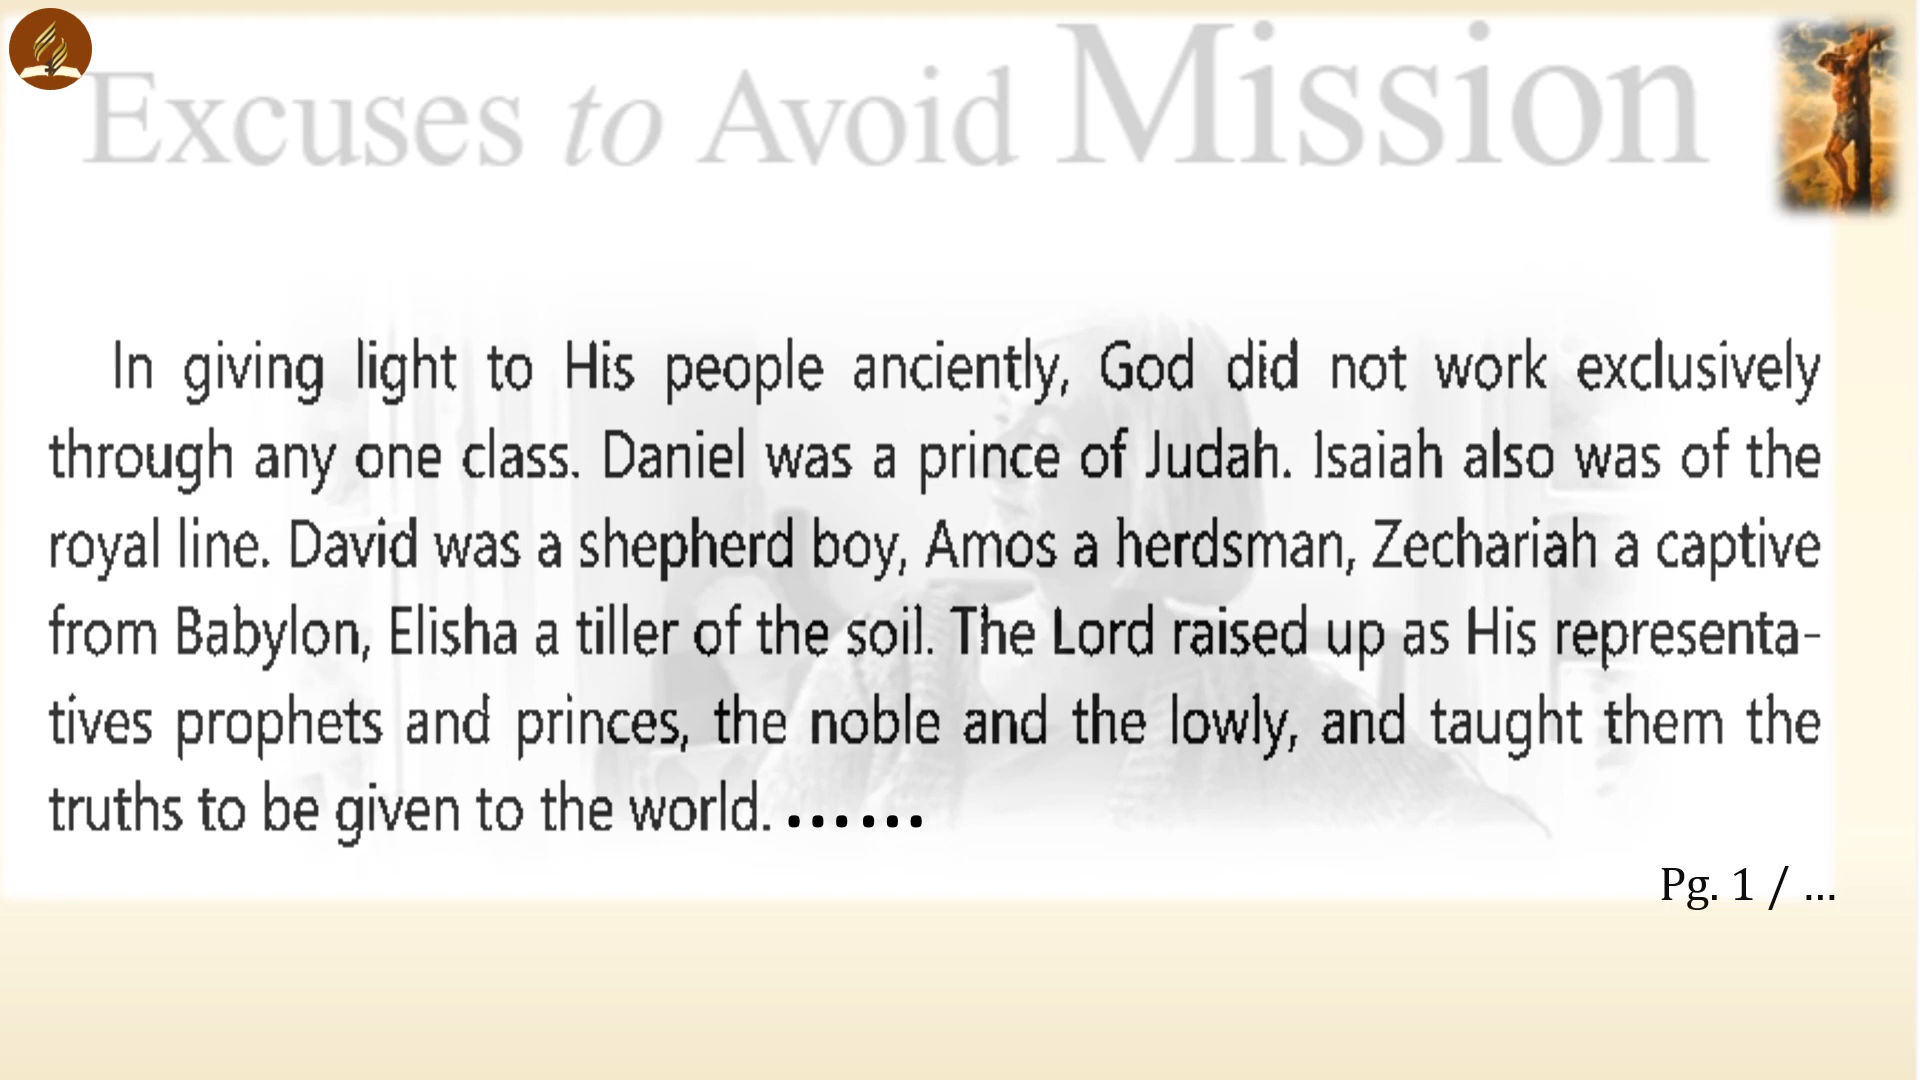 Excuses to Avoid Mission
In giving light to His people anciently, God did not work exclusively
through any one class. Daniel was a prince of Judah. Isaiah also was of the
royal line. David was a shepherd boy, Amos a herdsman, Zechariah a captive
from Babylon, Elisha a tiller of the soil. The Lord raised up as His representa-
tives prophets and princes, the noble and the lowly, and taught them the
truths to be given to the world. ......
Pg. 1 / ...